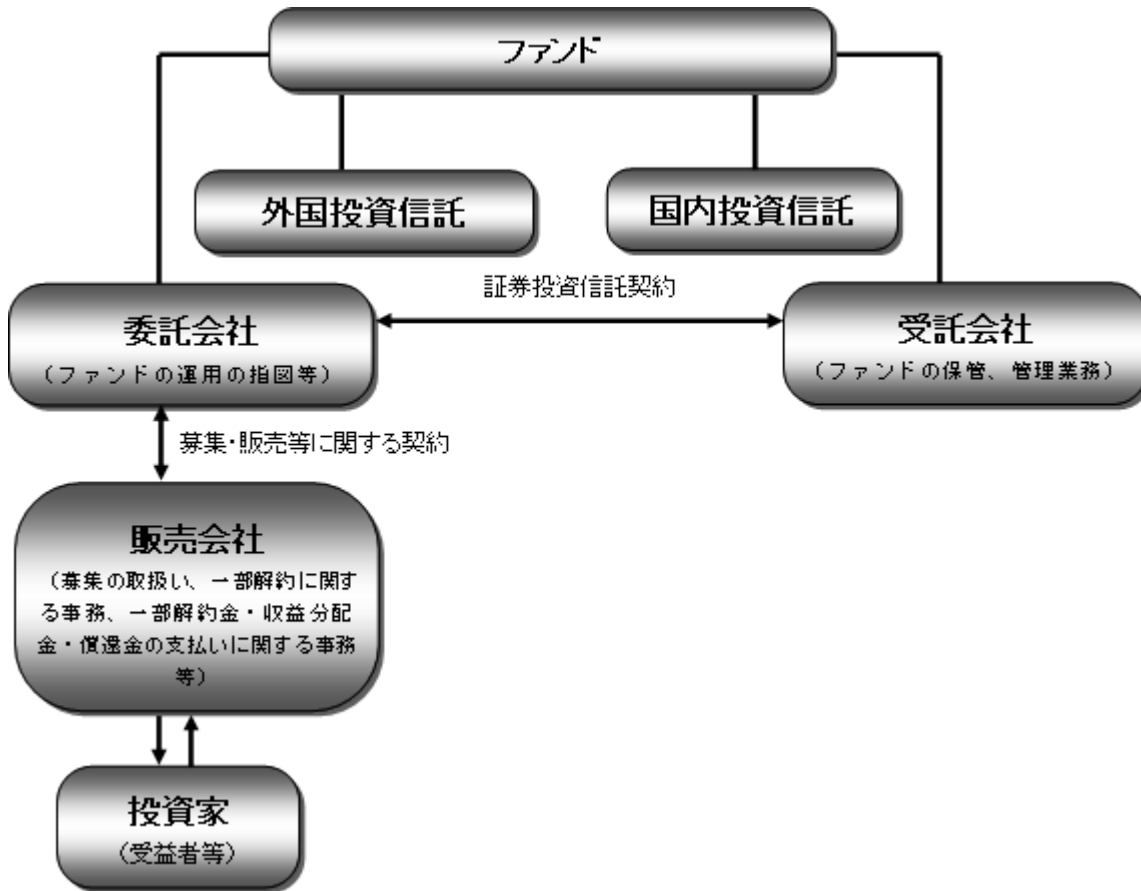 ファンド
外国投資信託
国内投資信託
証券投資信託契約
委託会社
（ファンドの運用の指図等）
受託会社
（ファンドの保管、管理業務）
募集・販売等に関する契約
販売会社
（募集の取扱い、一部解約に関す
る事務、一部解約金・収益分配
金・償還金の支払いに関する事務
等）
投資家
（受益者等）